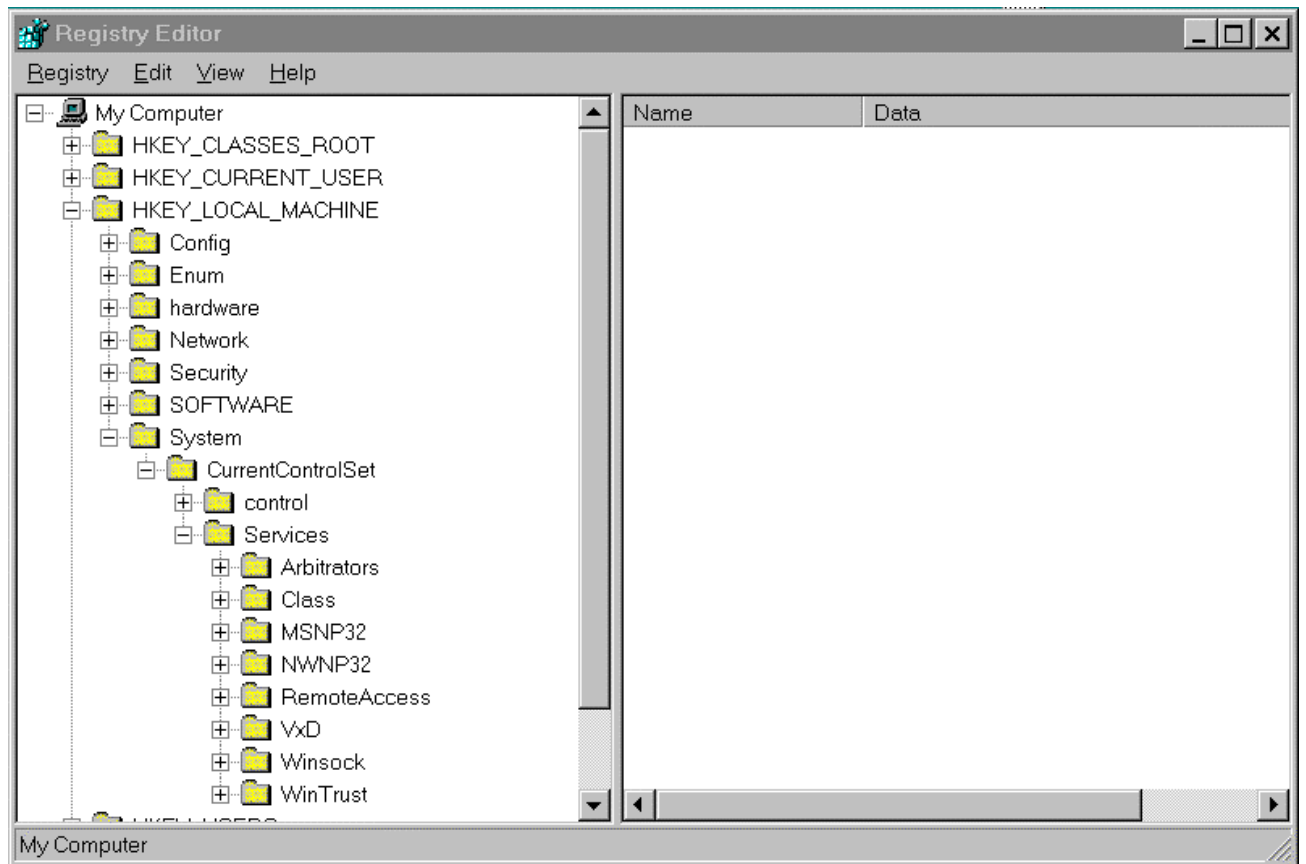 Registry Editor
Registry Edit View Help
My Computer
HKEY_CLASSES_ROOT
HKEY_CURRENT_USER
HKEY_LOCAL_MACHINE
Config
Enum
hardware
Network
Security
SOFTWARE
System
CurrentControlSet
control
Services
Arbitrators
Class
MSNP32
NWNP32
RemoteAccess
VxD
Winsock
WinTrust
Name Data
My Computer